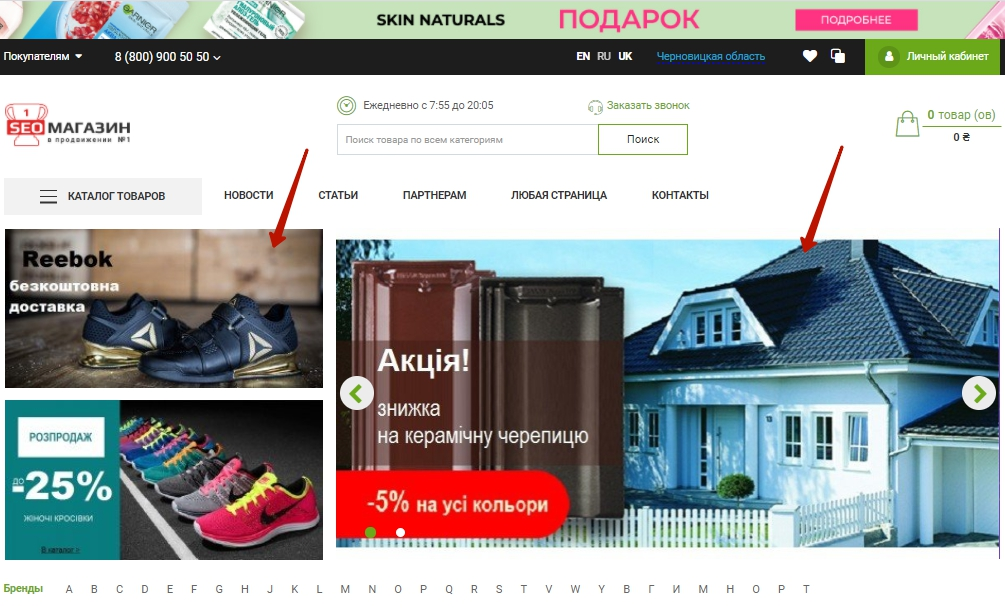 GARNIER
SKIN NATURALS
ПОДАРОК
ПОДРОБНЕЕ
Покупателям
8 (800) 900 50 50
EN RU UK
Черновицкая область
Личный кабинет
1
SEO МАГАЗИН
в продвижении №1
Ежедневно с 7:55 до 20:05
Заказать звонок
Поиск товара по всем категориям
Поиск
0 товар (ов)
0 ₴
КАТАЛОГ ТОВАРОВ
НОВОСТИ
СТАТЬИ
ПАРТНЕРАМ
ЛЮБАЯ СТРАНИЦА
КОНТАКТЫ
Reebok
безкоштовна
доставка
РОЗПРОДАЖ
ДО
-25%
ЖІНОЧІ КРОСІВКИ
Акція!
знижка
на керамічну черепицю
-5% на усі кольори
Бренды A B C D E F G H J K L M N O P Q R S T V W Y В Г И М Н О Р Т